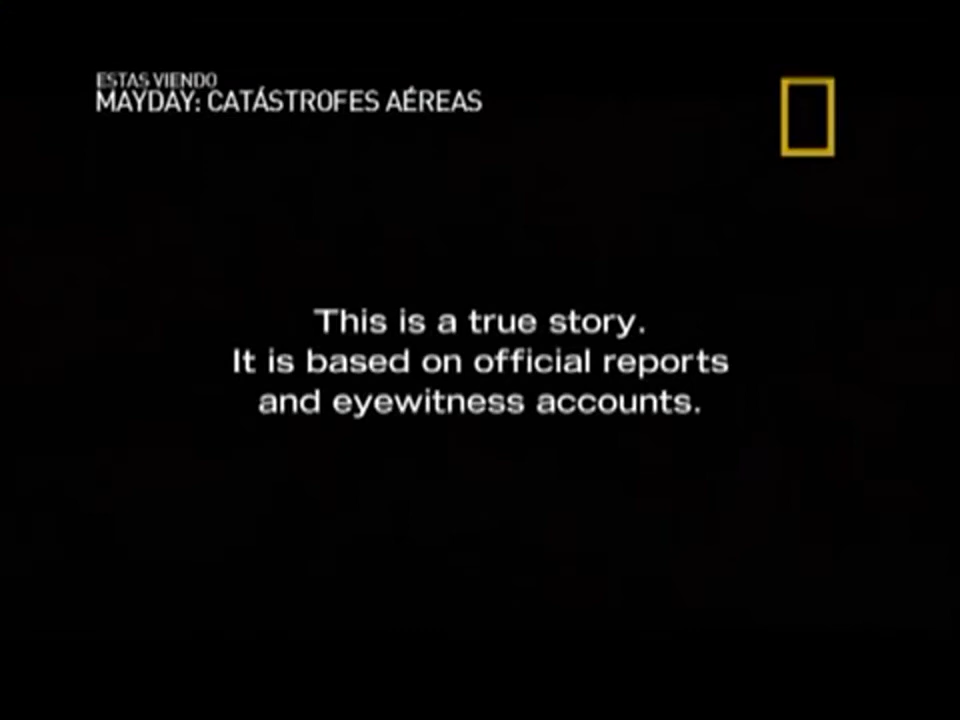 ESTAS VIENDO
MAYDAY: CATÁSTROFES AÉREAS
This is a true story.
It is based on official reports
and eyewitness accounts.